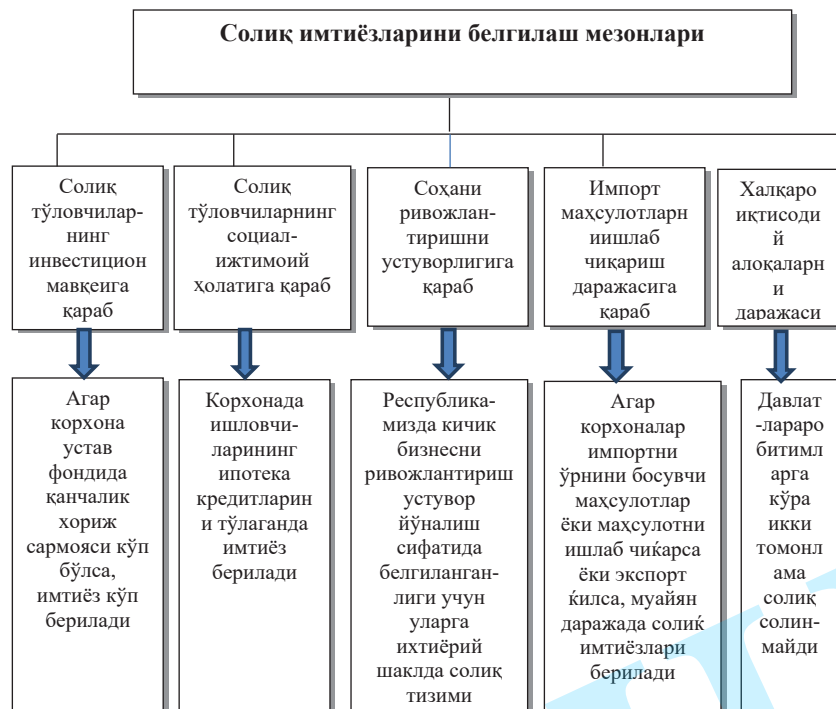 Солиқ имтиёзларини белгилаш мезонлари
Солиқ
тўловчилар-
нинг
инвестицион
мавқеига
қараб
Солиқ
тўловчиларнинг
социал-
ижтимоий
ҳолатига қараб
Соҳани
ривожлан-
тиришни
устуворлигига
қараб
Импорт
маҳсулотларн
иишлаб
чиқариш
даражасига
қараб
Халқаро
иқтисоди
й
алоқаларн
и
даражаси
Агар
корхона
устав
фондида
қанчалик
хориж
сармояси кўп
бўлса,
имтиёз кўп
берилади
Корхонада
ишловчи-
ларининг
ипотека
кредитларин
и тўлаганда
имтиёз
берилади
Республика-
мизда кичик
бизнесни
ривожлантириш
устувор
йўналиш
сифатида
белгиланган-
лиги учун
уларга
ихтиёрий
шаклда солиқ
тизими
Агар
корхоналар
импортни
ўрнини босувчи
маҳсулотлар
ёки маҳсулотни
ишлаб чиќарса
ёки экспорт
ќилса, муайян
даражада солиќ
имтиёзлари
берилади
Давлат
-лараро
битимл
арга
кўра
икки
томонл
ама
солиқ
солин-
майди